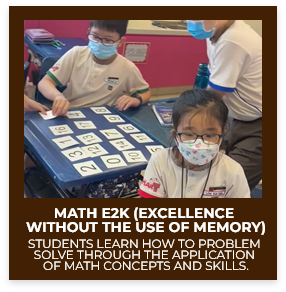 MATH E2K (EXCELLENCE
WITHOUT THE USE OF MEMORY)
STUDENTS LEARN HOW TO PROBLEM
SOLVE THROUGH THE APPLICATION
OF MATH CONCEPTS AND SKILLS.